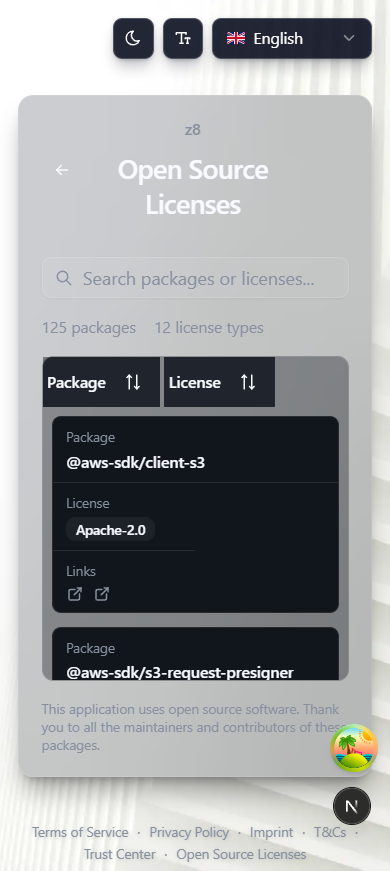 English
z8
Open Source
Licenses
Search packages or licenses...
125 packages 12 license types
Package License
Package
@aws-sdk/client-s3
License
Apache-2.0
Links
Package
@aws-sdk/s3-request-presigner
This application uses open source software. Thank
you to all the maintainers and contributors of these
packages.
N
Terms of Service · Privacy Policy · Imprint · T&Cs ·
Trust Center · Open Source Licenses